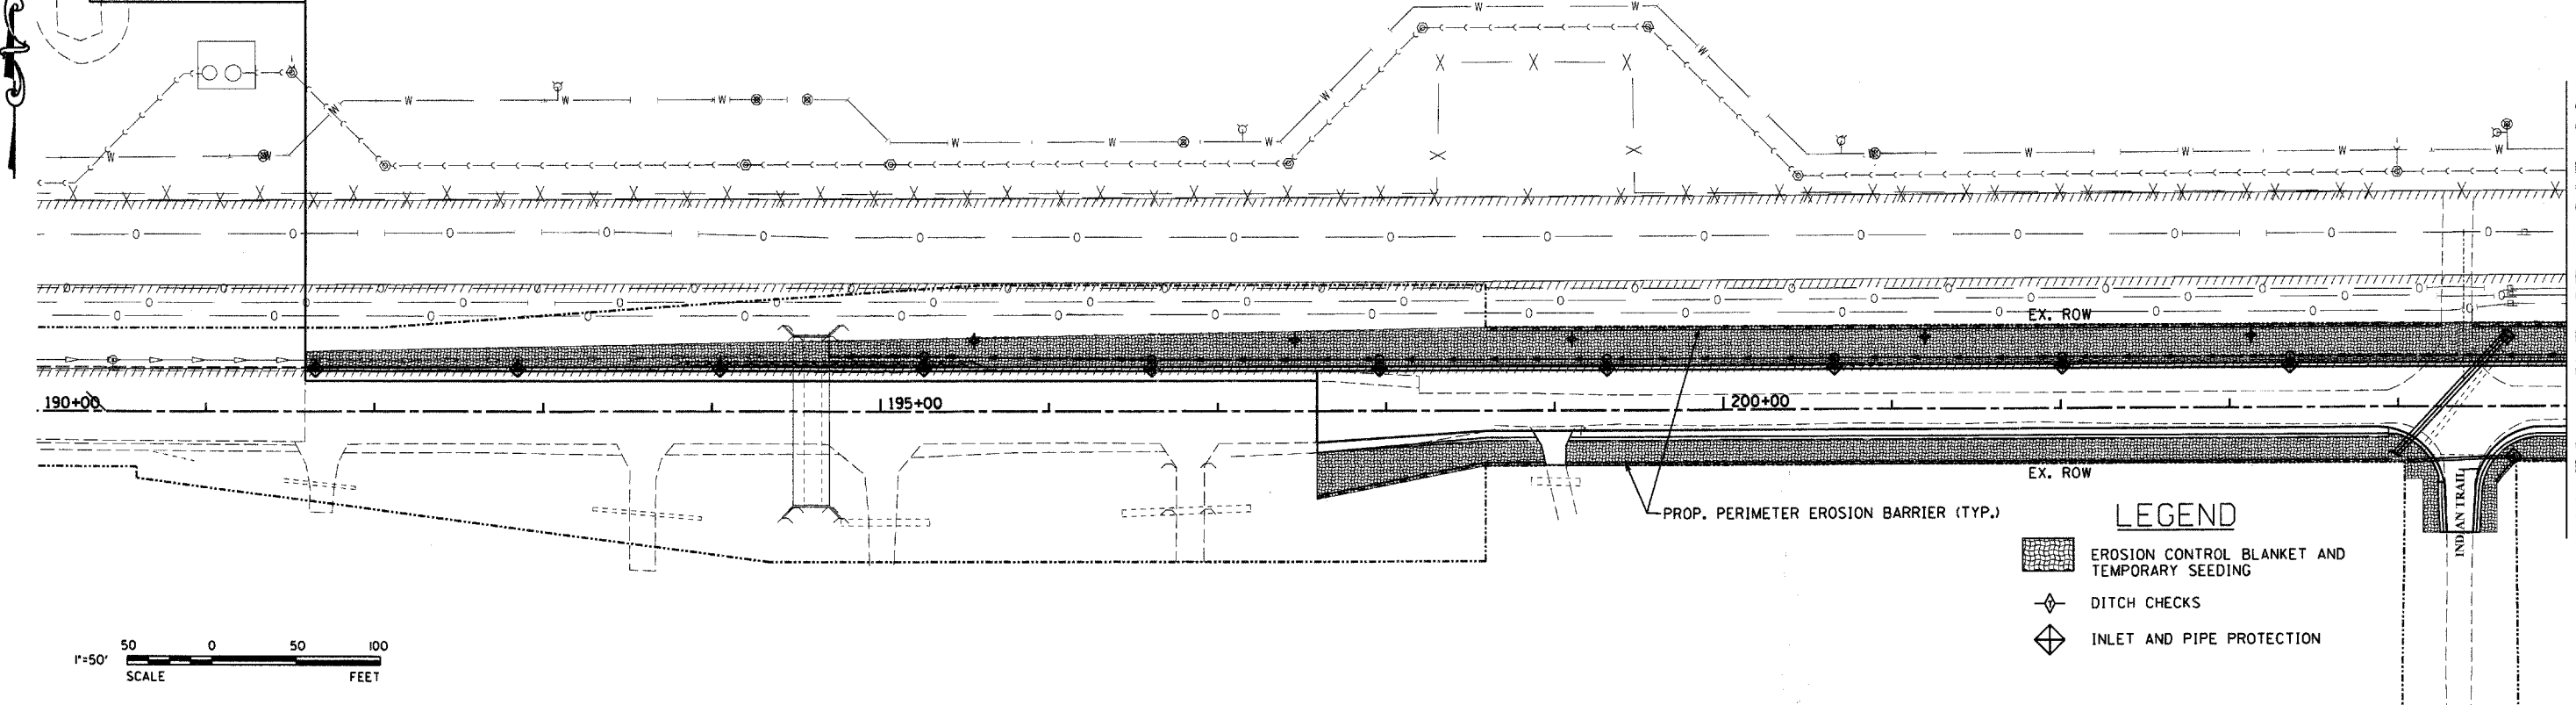 EX. ROW
190+00
195+00
200+00
EX. ROW
PROP. PERIMETER EROSION BARRIER (TYP.)
INDIAN TRAIL
LEGEND
EROSION CONTROL BLANKET AND
TEMPORARY SEEDING
DITCH CHECKS
INLET AND PIPE PROTECTION
50 0 50 100
1"=50'
SCALE FEET